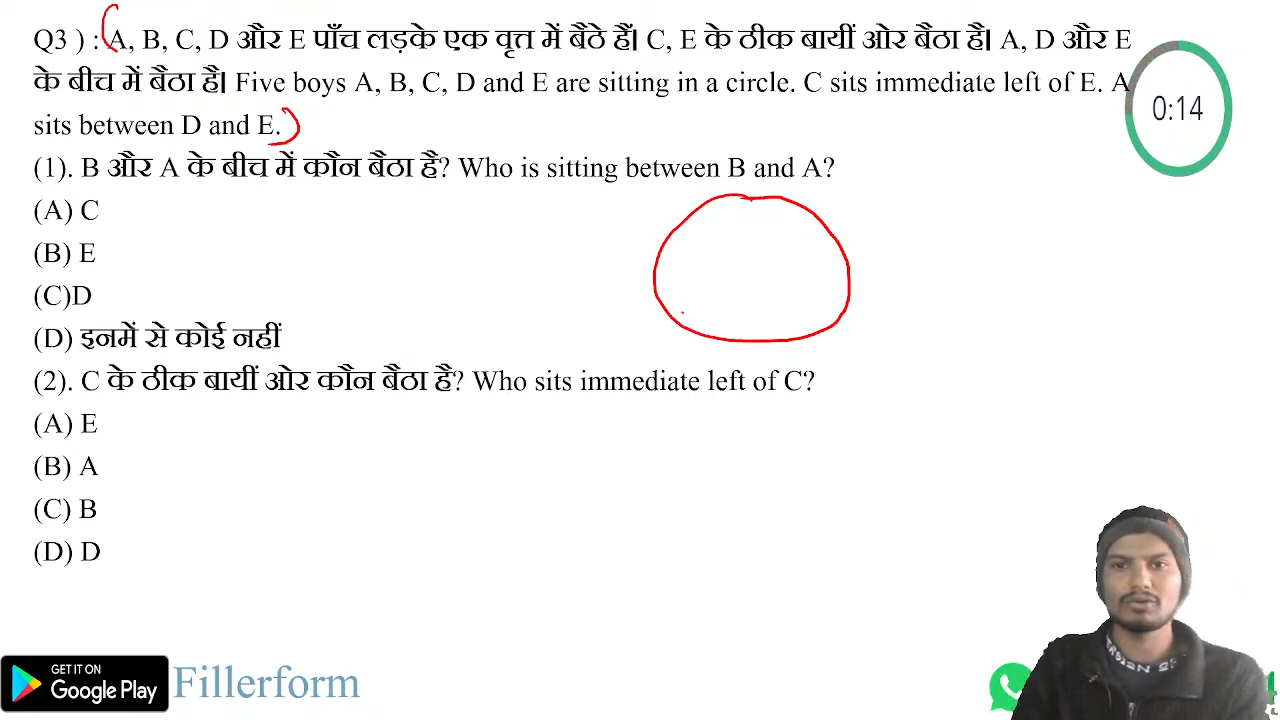 Q3 ) : A, B, C, D और E पाँच लड़के एक वृत्त में बैठे हैं। C, E के ठीक बायीं ओर बैठा है। A, D और E
के बीच में बैठा है। Five boys A, B, C, D and E are sitting in a circle. C sits immediate left of E. A
sits between D and E.
0:14
(1). B और A के बीच में कौन बैठा है? Who is sitting between B and A?
(A) C
(B) E
(C)D
(D) इनमें से कोई नहीं
(2). C के ठीक बायीं ओर कौन बैठा है? Who sits immediate left of C?
(A) E
(B) A
(C) B
(D) D
GET IT ON
Google Play
Fillerform